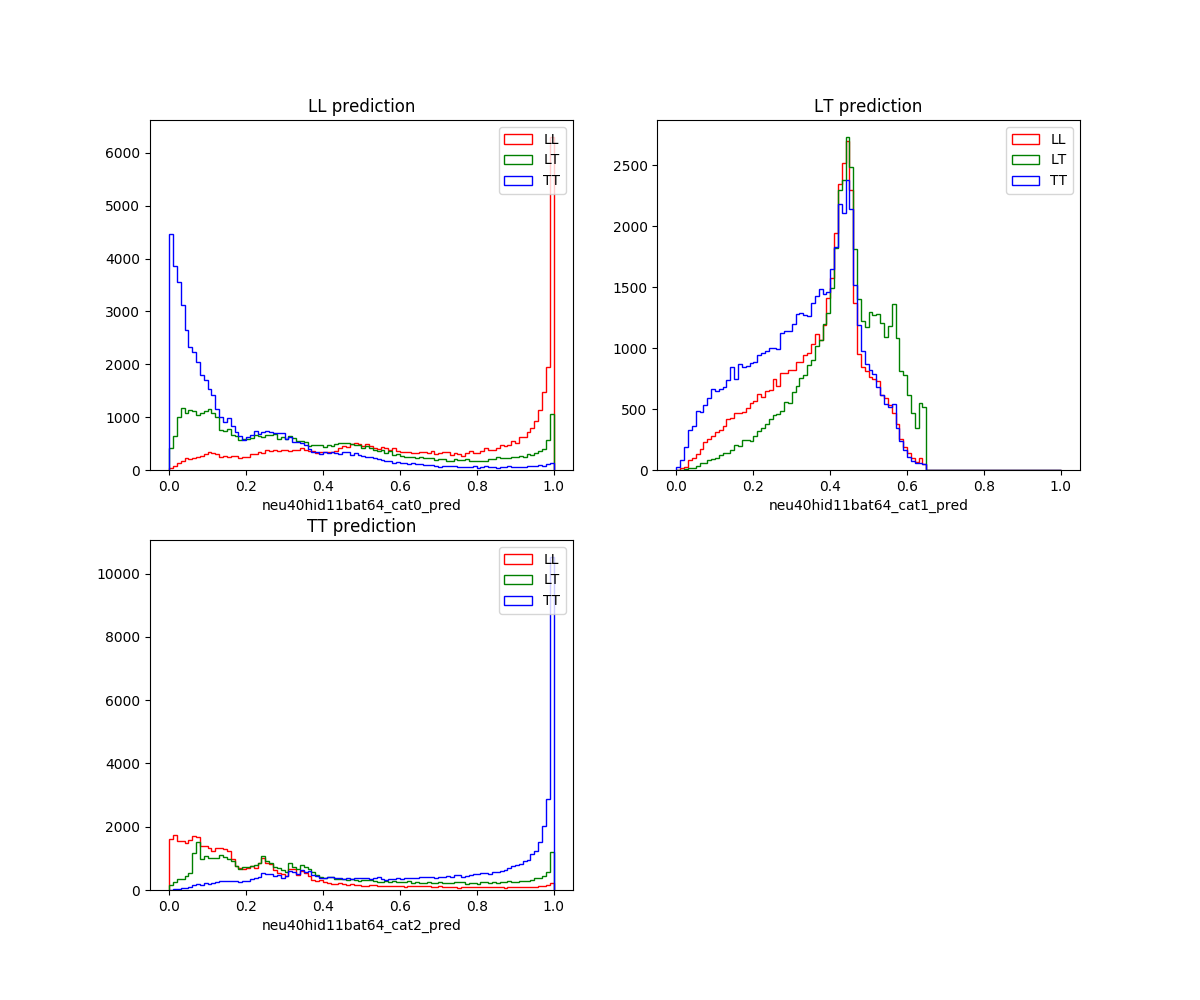 LL prediction
LL
LT
TT
6000
5000
4000
3000
2000
1000
0
0.0 0.2 0.4 0.6 0.8 1.0
neu40hid11bat64_cat0_pred
LT prediction
LL
LT
TT
2500
2000
1500
1000
500
0
0.0 0.2 0.4 0.6 0.8 1.0
neu40hid11bat64_cat1_pred
TT prediction
LL
LT
TT
10000
8000
6000
4000
2000
0
0.0 0.2 0.4 0.6 0.8 1.0
neu40hid11bat64_cat2_pred